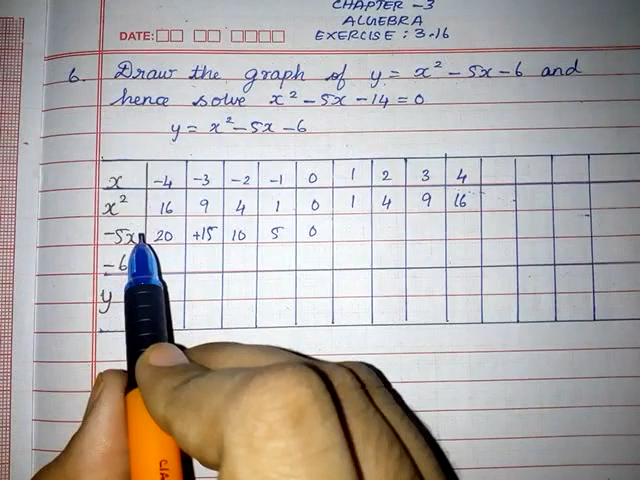 CHAPTER -3
ALGEBRA
DATE: EXERCISE : 3.16
6. Draw the graph of y = x² - 5x - 6 and
hence solve x² - 5x - 14 = 0
y = x² - 5x - 6
x -4 -3 -2 -1 0 1 2 3 4
x² 16 9 4 1 0 1 4 9 16
-5x 20 +15 10 5 0
-6
y